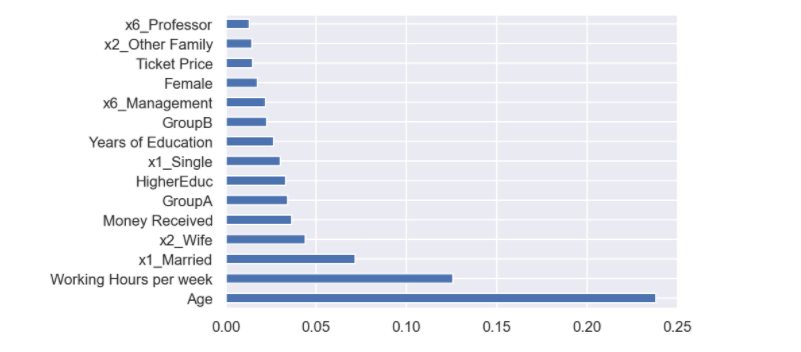 x6_Professor
x2_Other Family
Ticket Price
Female
x6_Management
GroupB
Years of Education
x1_Single
HigherEduc
GroupA
Money Received
x2_Wife
x1_Married
Working Hours per week
Age
0.00 0.05 0.10 0.15 0.20 0.25